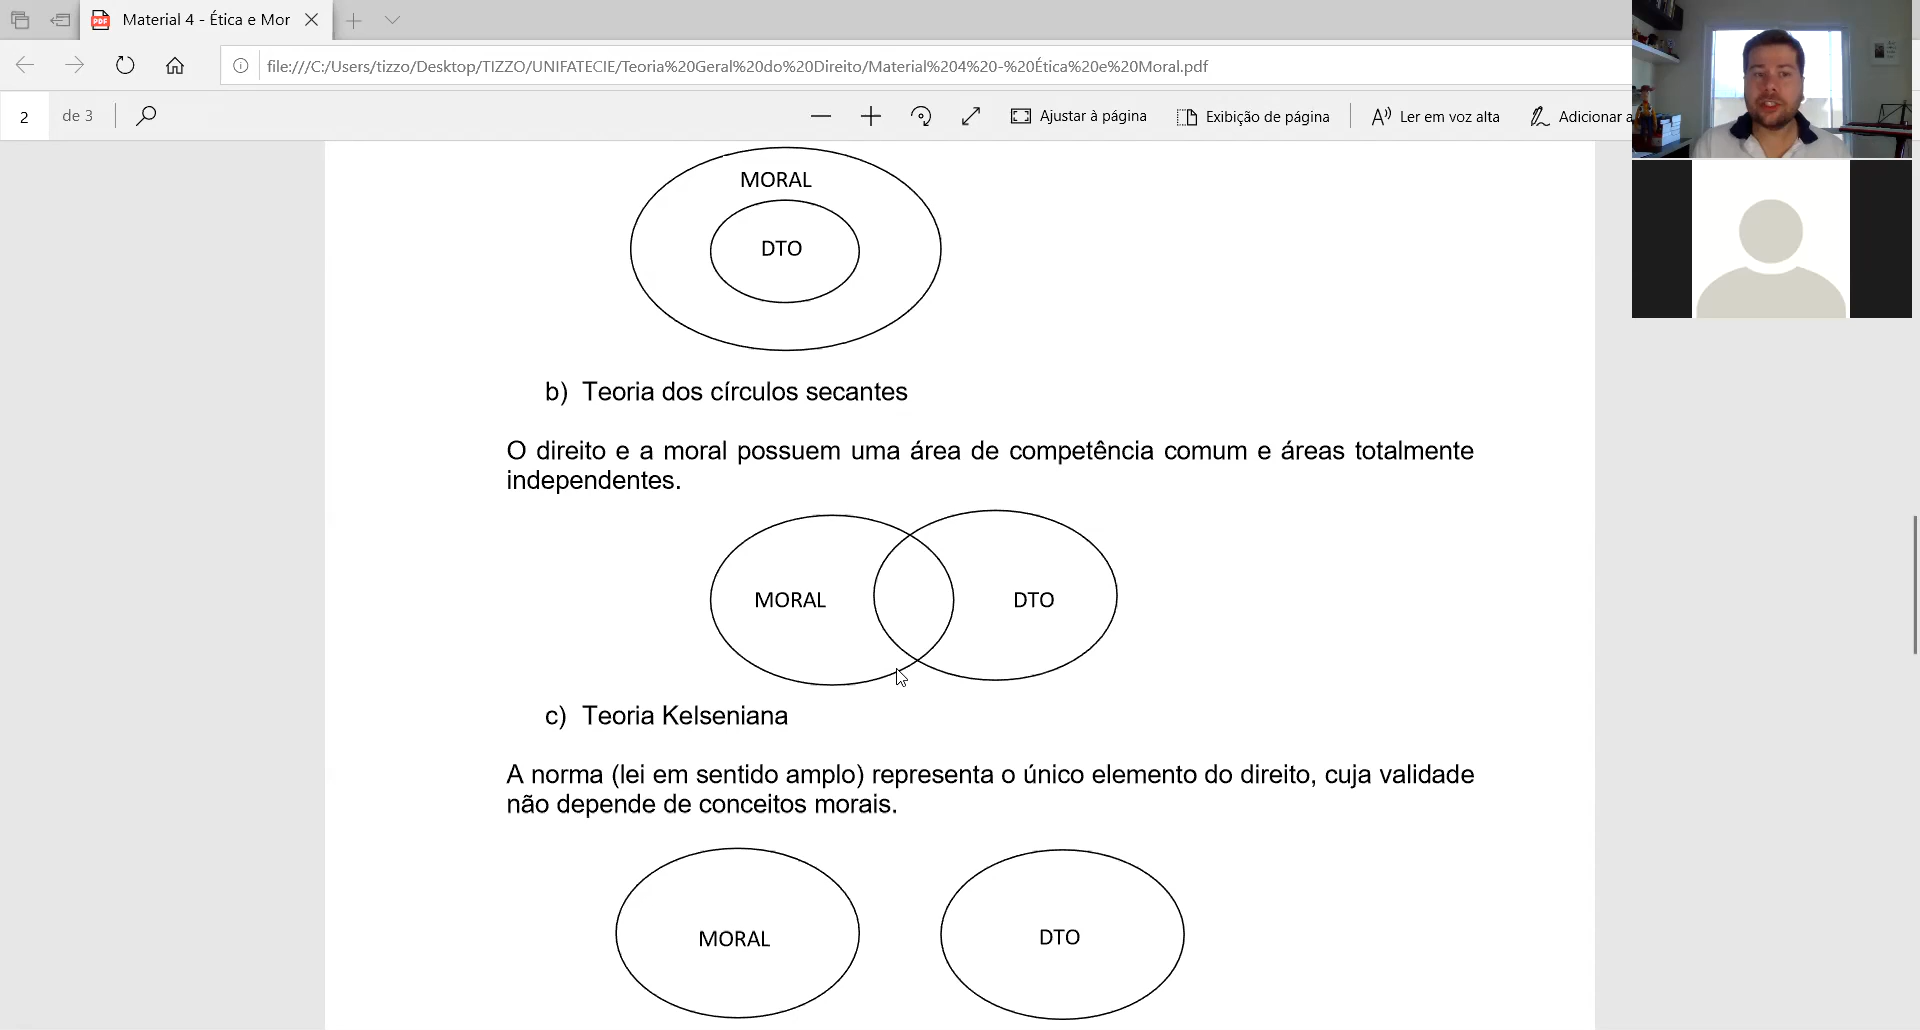 Material 4 - Ética e Mor
file:///C:/Users/tizzo/Desktop/TIZZO/UNIFATECIE/Teoria%20Geral%20do%20Direito/Material%204%20-%20Ética%20e%20Moral.pdf
2 de 3 Ajustar à página Exibição de página Ler em voz alta Adicionar a
MORAL
DTO
b) Teoria dos círculos secantes
O direito e a moral possuem uma área de competência comum e áreas totalmente
independentes.
MORAL DTO
c) Teoria Kelseniana
A norma (lei em sentido amplo) representa o único elemento do direito, cuja validade
não depende de conceitos morais.
MORAL DTO